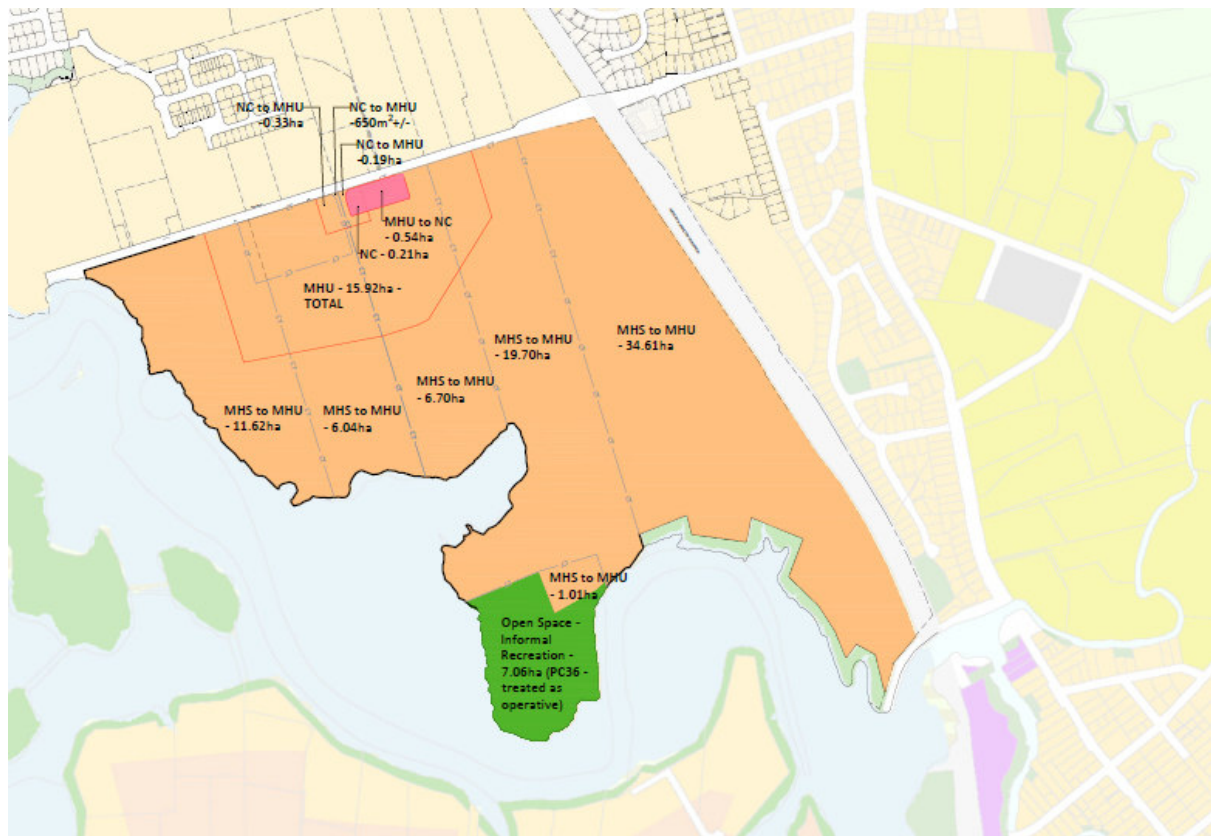 NC to MHU
-0.33ha
NC to MHU
-650m²+/-
NC to MHU
-0.19ha
MHU to NC
- 0.54ha
NC - 0.21ha
MHU - 15.92ha -
TOTAL
MHS to MHU
- 34.61ha
MHS to MHU
- 19.70ha
MHS to MHU
- 6.70ha
MHS to MHU
- 11.62ha
MHS to MHU
- 6.04ha
MHS to MHU
- 1.01ha
Open Space -
Informal
Recreation -
7.06ha (PC36 -
treated as
operative)